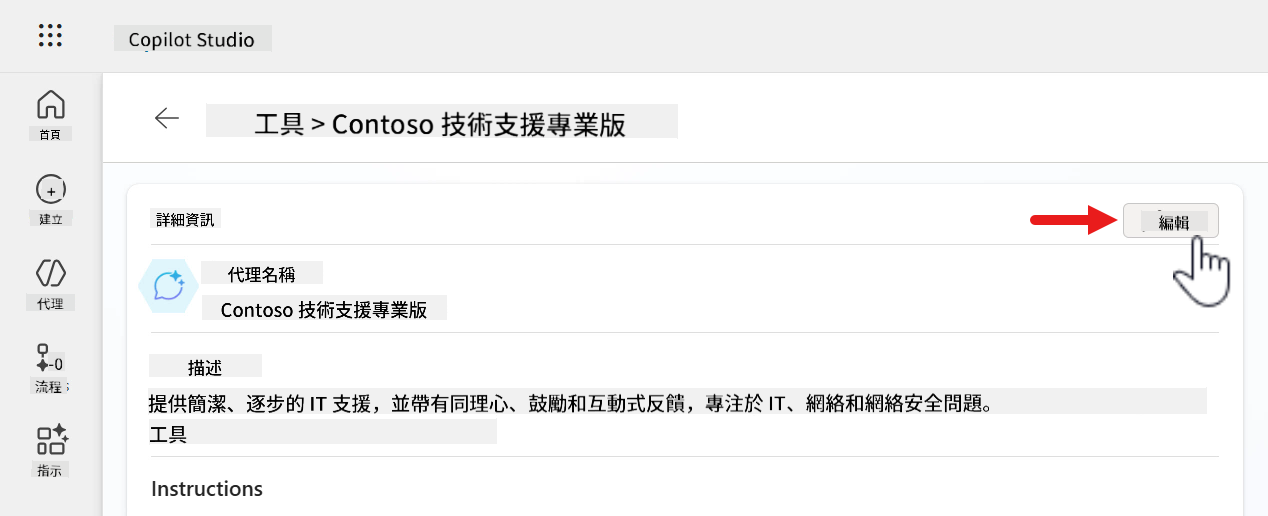 Copilot Studio
首頁
建立
代理
流程
指示
工具 > Contoso 技術支援專業版
詳細資訊
編輯
代理名稱
Contoso 技術支援專業版
描述
提供簡潔、逐步的 IT 支援，並帶有同理心、鼓勵和互動式反饋，專注於 IT、網絡和網絡安全問題。
工具
Instructions